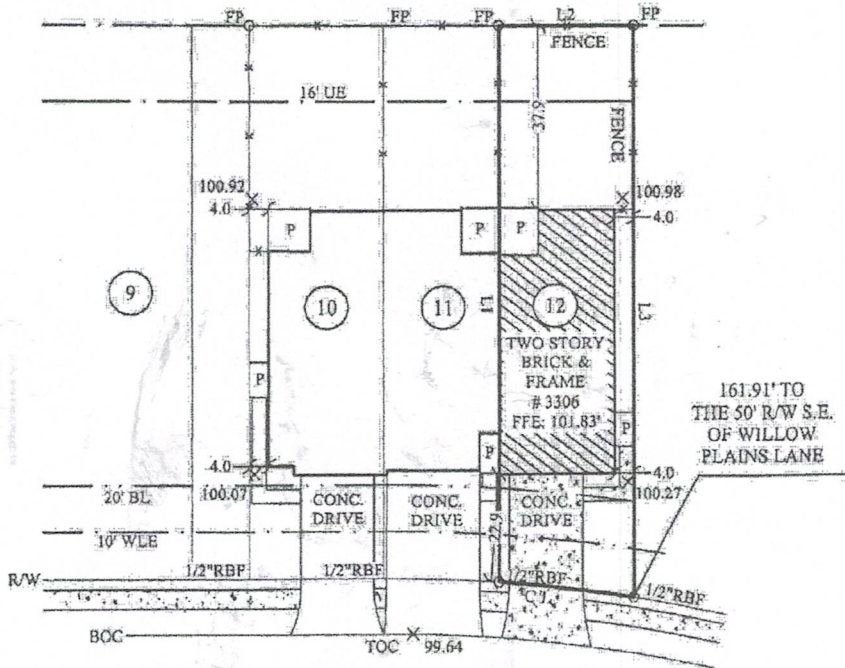 FP
FP
FP
L2
FP
FENCE
16' UE
37.9
FENCE
100.92
100.98
4.0
4.0
P
P
P
9
10
11
L1
12
L3
TWO STORY
BRICK &
FRAME
# 3306
FFE: 101.83'
P
P
P
161.91' TO
THE 50' R/W S.E.
OF WILLOW
PLAINS LANE
4.0
4.0
100.07
100.27
20' BL
CONC.
DRIVE
CONC.
DRIVE
CONC.
DRIVE
22.9
10' WLE
R/W
1/2"RBF
1/2"RBF
1/2"RBF
1/2"RBF
BOC
TOC
99.64